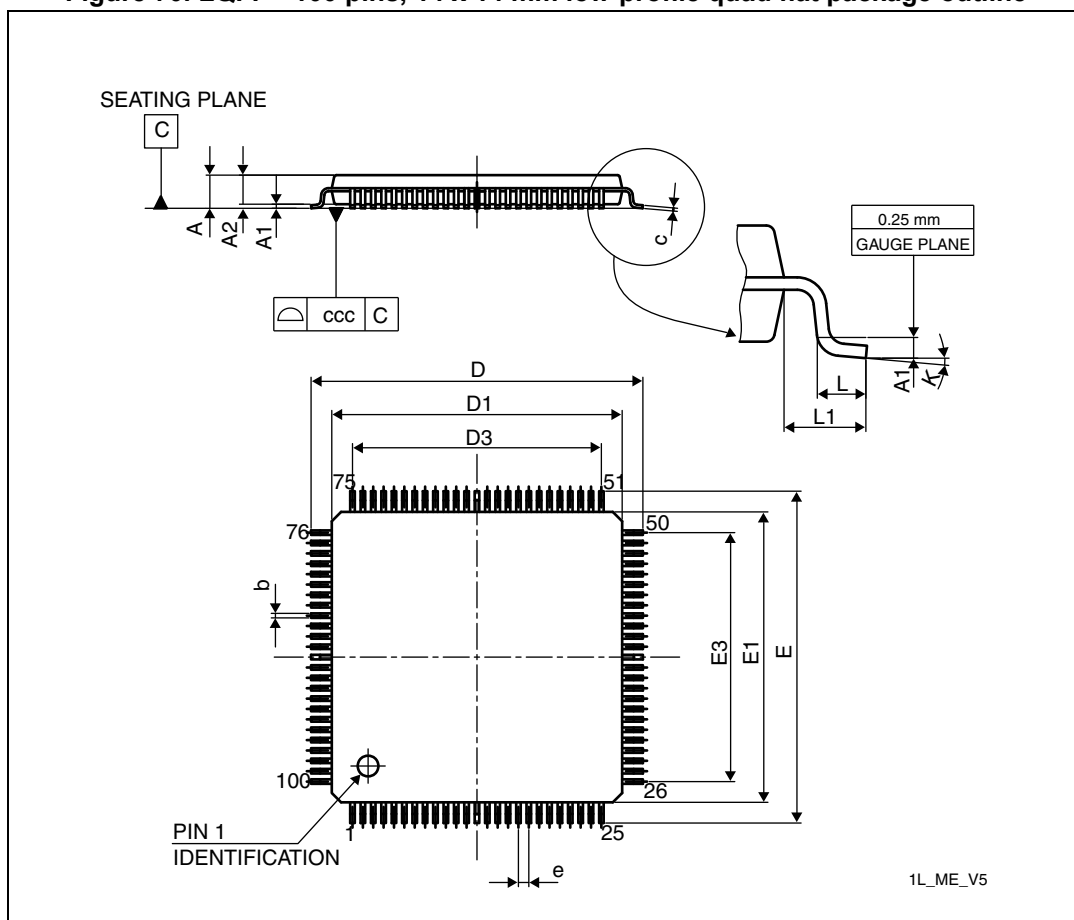 SEATING PLANE
C
A
A2
A1
c
ccc C
0.25 mm
GAUGE PLANE
A1
K
L
L1
D
D1
D3
75
51
76
50
b
E3
E1
E
100
26
PIN 1
IDENTIFICATION
1
25
e
1L_ME_V5